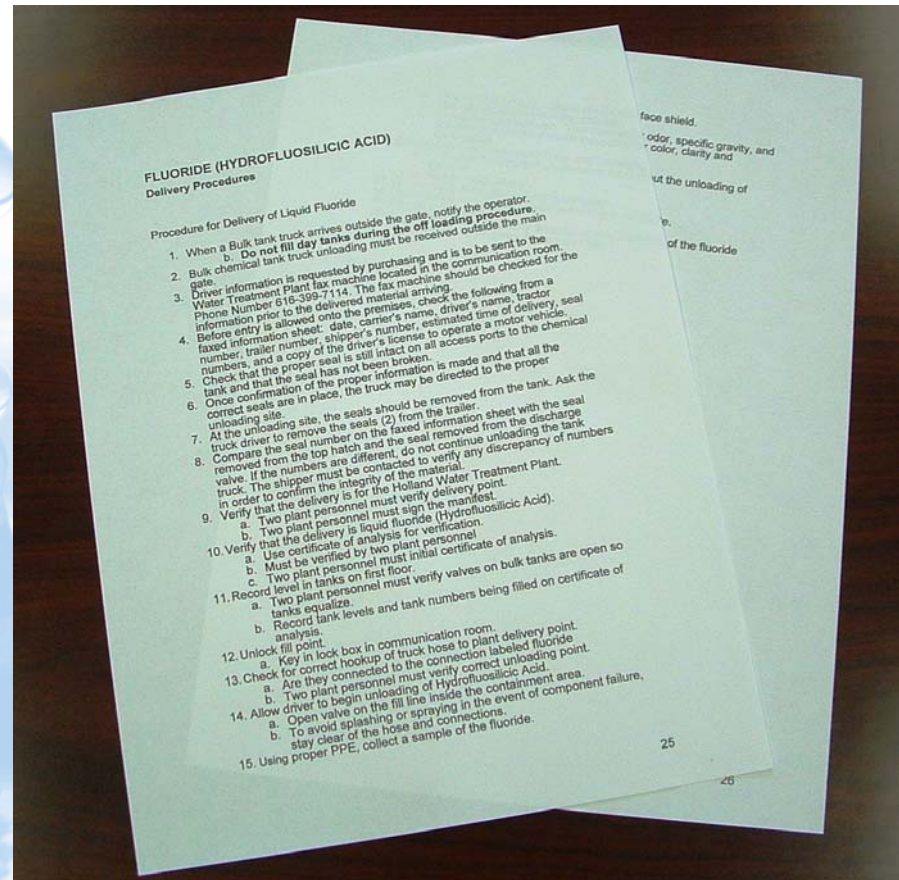 FLUORIDE (HYDROFLUOSILICIC ACID)
Delivery Procedures
Procedure for Delivery of Liquid Fluoride
1. When a Bulk tank truck arrives outside the gate, notify the operator.
b. Do not fill day tanks during the off loading procedure.
2. Bulk chemical tank truck unloading must be received outside the main
gate.
3. Driver information is requested by purchasing and is to be sent to the
Water Treatment Plant fax machine located in the communication room.
Phone Number 616-399-7114. The fax machine should be checked for the
information prior to the delivered material arriving.
4. Before entry is allowed onto the premises, check the following from a
faxed information sheet: date, carrier's name, driver's name, tractor
number, trailer number, shipper's number, estimated time of delivery, seal
numbers, and a copy of the driver's license to operate a motor vehicle.
5. Check that the proper seal is still intact on all access ports to the chemical
tank and that the seal has not been broken.
6. Once confirmation of the proper information is made and that all the
correct seals are in place, the truck may be directed to the proper
unloading site.
7. At the unloading site, the seals should be removed from the tank. Ask the
truck driver to remove the seals (2) from the trailer.
8. Compare the seal number on the faxed information sheet with the seal
removed from the top hatch and the seal removed from the discharge
valve. If the numbers are different, do not continue unloading the tank
truck. The shipper must be contacted to verify any discrepancy of numbers
in order to confirm the integrity of the material.
9. Verify that the delivery is for the Holland Water Treatment Plant.
a. Two plant personnel must verify delivery point.
b. Two plant personnel must sign the manifest.
10. Verify that the delivery is liquid fluoride (Hydrofluosilicic Acid).
a. Use certificate of analysis for verification.
b. Must be verified by two plant personnel
c. Two plant personnel must initial certificate of analysis.
11. Record level in tanks on first floor.
a. Two plant personnel must verify valves on bulk tanks are open so
tanks equalize.
b. Record tank levels and tank numbers being filled on certificate of
analysis.
12. Unlock fill point.
a. Key in lock box in communication room.
13. Check for correct hookup of truck hose to plant delivery point.
a. Are they connected to the connection labeled fluoride
b. Two plant personnel must verify correct unloading point.
14. Allow driver to begin unloading of Hydrofluosilicic Acid.
a. Open valve on the fill line inside the containment area.
b. To avoid splashing or spraying in the event of component failure,
stay clear of the hose and connections.
15. Using proper PPE, collect a sample of the fluoride.
25
face shield.
odor, specific gravity, and
color, clarity and
the unloading of
of the fluoride
26